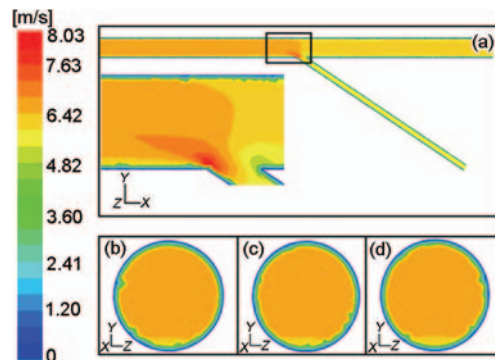 [m/s]
8.03
7.63
6.42
4.82
3.60
2.41
1.20
0
(a)
Y
Z X
(b)
Y
X Z
(c)
Y
X Z
(d)
Y
X Z